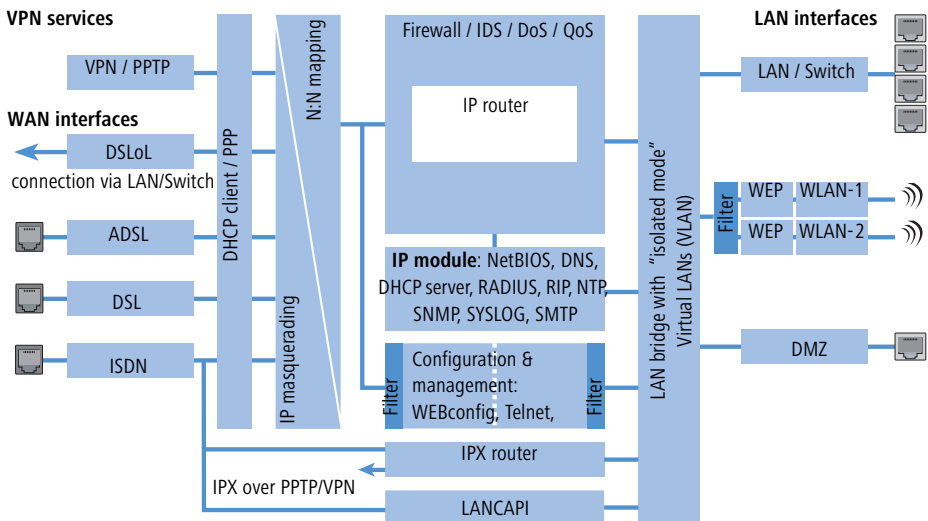 VPN services
VPN / PPTP
WAN interfaces
DSLoL
connection via LAN/Switch
ADSL
DSL
ISDN
DHCP client / PPP
IP masquerading
N:N mapping
Firewall / IDS / DoS / QoS
IP router
IP module: NetBIOS, DNS,
DHCP server, RADIUS, RIP, NTP,
SNMP, SYSLOG, SMTP
Filter
Configuration &
management:
WEBconfig, Telnet,
Filter
IPX router
IPX over PPTP/VPN
LANCAPI
LAN bridge with "isolated mode"
Virtual LANs (VLAN)
LAN interfaces
LAN / Switch
Filter
WEP
WLAN-1
WEP
WLAN-2
DMZ